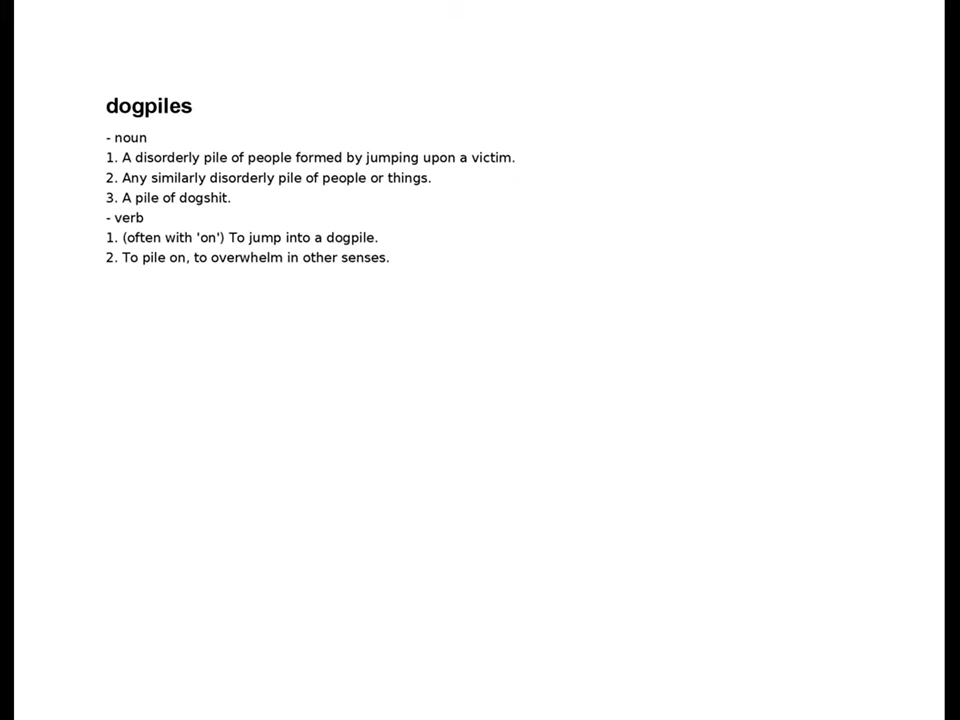 dogpiles
- noun
1. A disorderly pile of people formed by jumping upon a victim.
2. Any similarly disorderly pile of people or things.
3. A pile of dogshit.
- verb
1. (often with 'on') To jump into a dogpile.
2. To pile on, to overwhelm in other senses.